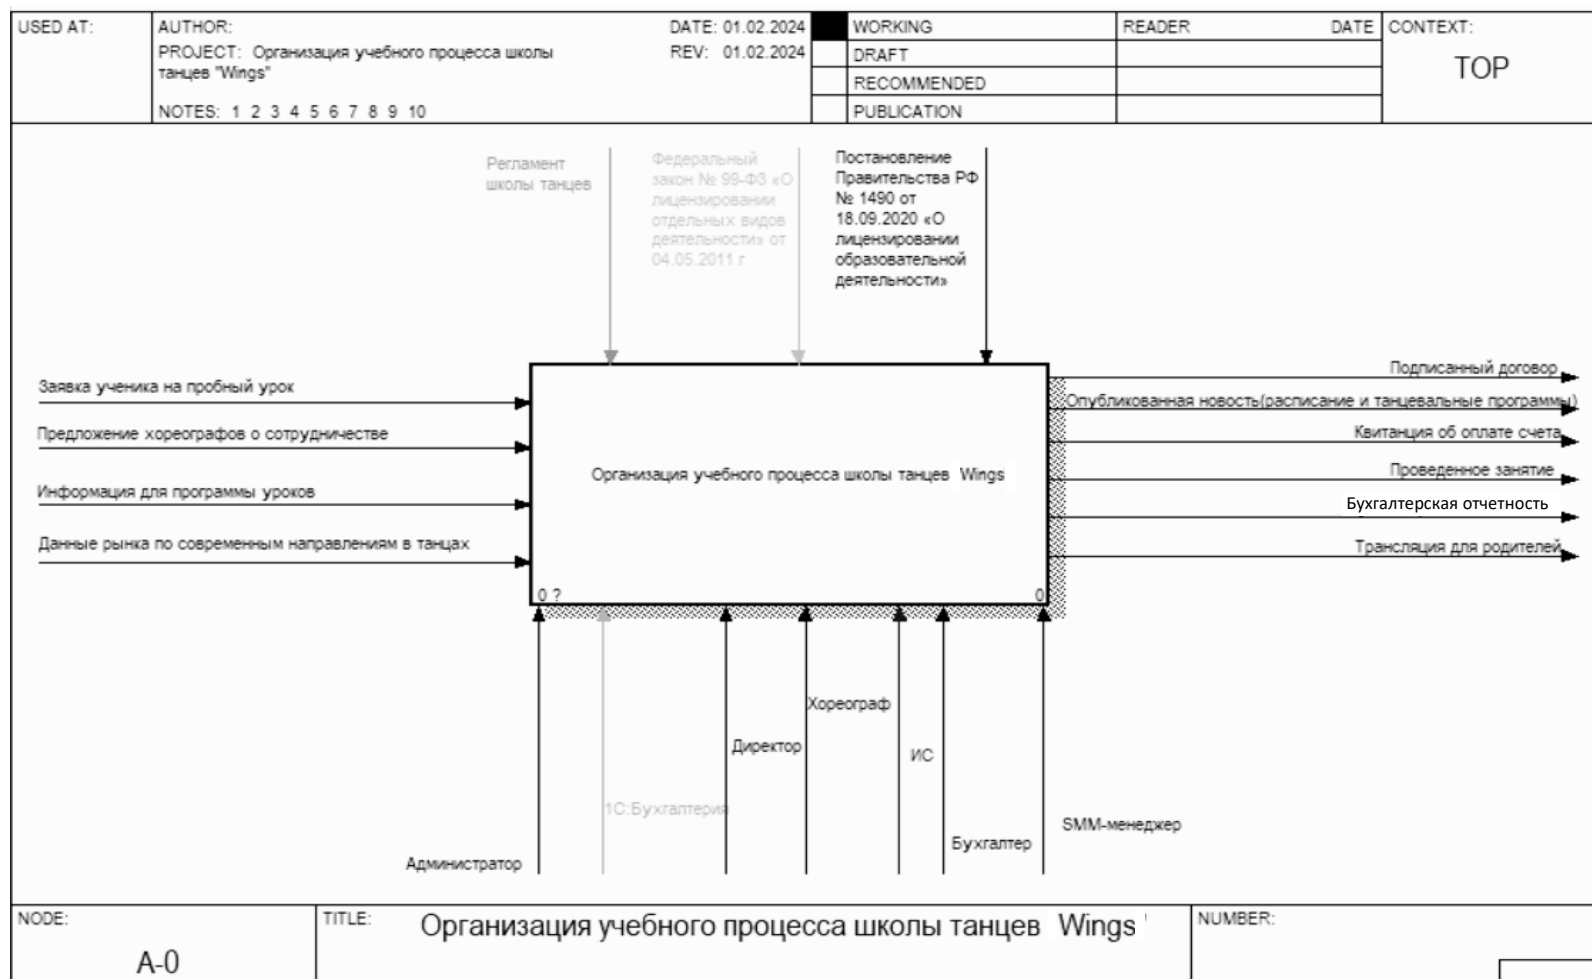 USED AT:
AUTHOR:
DATE: 01.02.2024
PROJECT: Организация учебного процесса школы
танцев "Wings"
REV: 01.02.2024
NOTES: 1 2 3 4 5 6 7 8 9 10
WORKING
DRAFT
RECOMMENDED
PUBLICATION
READER
DATE
CONTEXT:
TOP
Регламент
школы танцев
Федеральный
закон № 99-ФЗ «О
лицензировании
отдельных видов
деятельности» от
04.05.2011 г
Постановление
Правительства РФ
№ 1490 от
18.09.2020 «О
лицензировании
образовательной
деятельности»
Заявка ученика на пробный урок
Предложение хореографов о сотрудничестве
Информация для программы уроков
Данные рынка по современным направлениям в танцах
Организация учебного процесса школы танцев Wings
0 ?
0
Подписанный договор
Опубликованная новость(расписание и танцевальные программы)
Квитанция об оплате счета
Проведенное занятие
Бухгалтерская отчетность
Трансляция для родителей
Хореограф
Директор
ИС
1С:Бухгалтерия
SMM-менеджер
Бухгалтер
Администратор
NODE:
A-0
TITLE:
Организация учебного процесса школы танцев Wings
NUMBER: